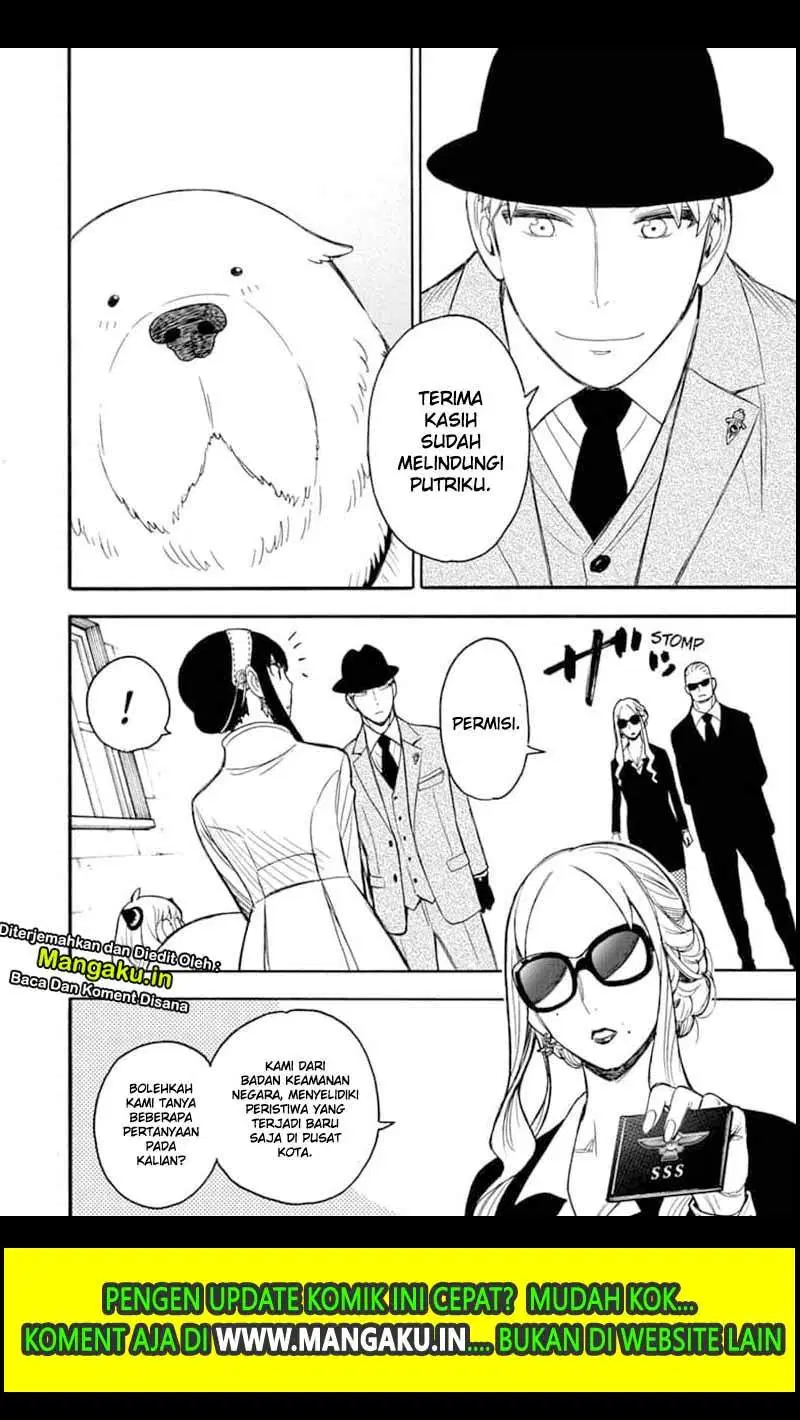 TERIMA
KASIH
SUDAH
MELINDUNGI
PUTRIKU.
STOMP
!
PERMISI.
Diterjemahkan dan Diedit Oleh :
Mangaku.in
Baca Dan Koment Disana
KAMI DARI
BADAN KEAMANAN
NEGARA, MENYELIDIKI
PERISTIWA YANG
TERJADI BARU
SAJA DI PUSAT
KOTA.
BOLEHKAH
KAMI TANYA
BEBERAPA
PERTANYAAN
PADA
KALIAN?
SSS
PENGEN UPDATE KOMIK INI CEPAT? MUDAH KOK...
KOMENT AJA DI WWW.MANGAKU.IN.... BUKAN DI WEBSITE LAIN